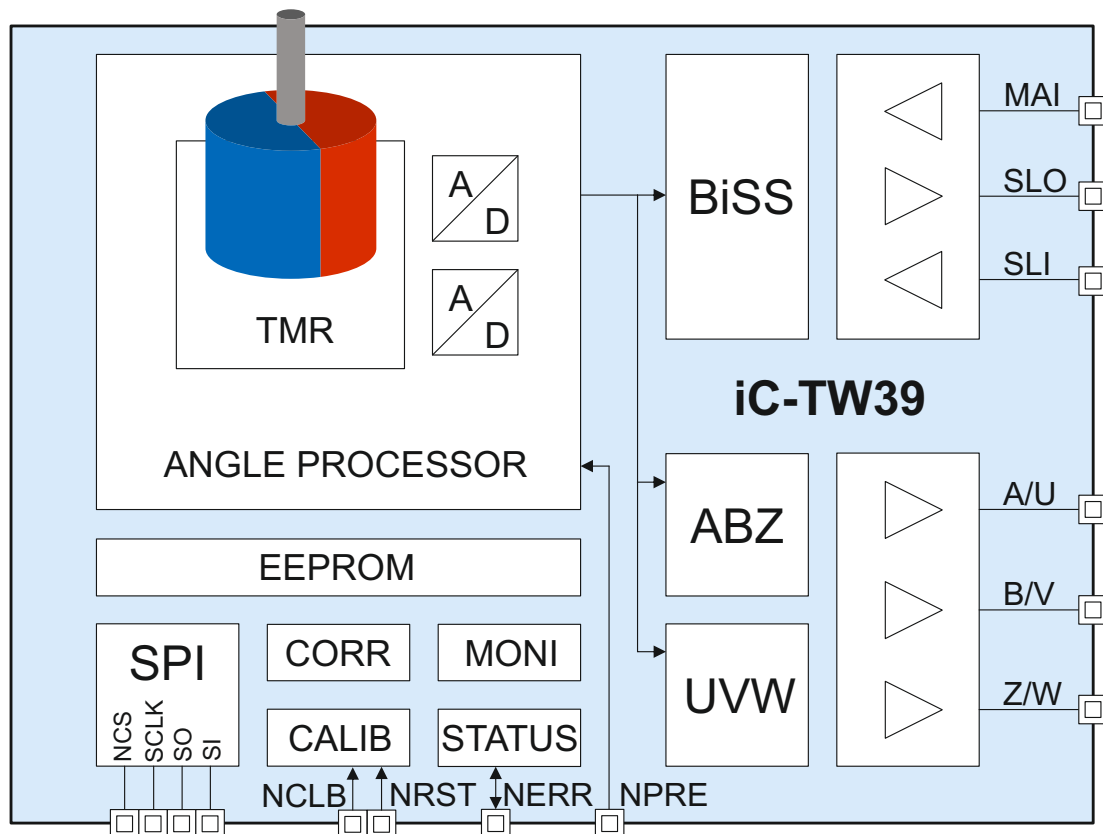 MAI
BiSS
SLO
A
D
SLI
A
D
TMR
iC-TW39
ANGLE PROCESSOR
A/U
ABZ
EEPROM
B/V
SPI
CORR
MONI
UVW
Z/W
NCS
SCLK
SO
SI
CALIB
STATUS
NCLB
NRST
NERR
NPRE